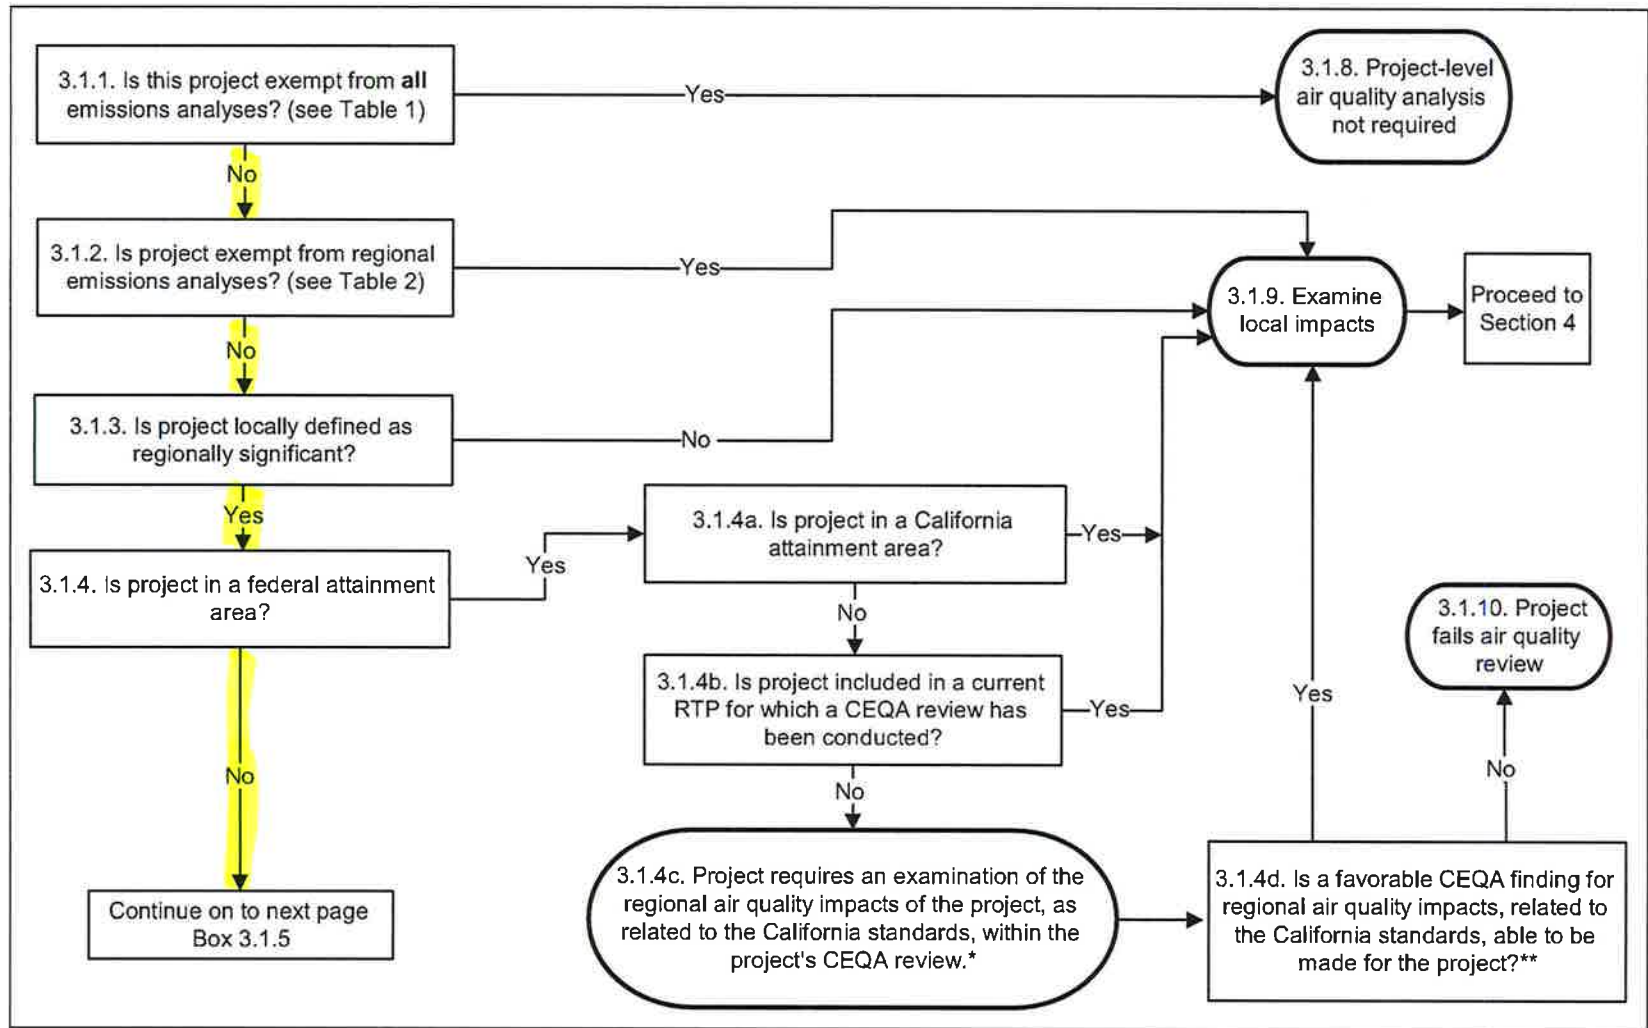 3.1.1. Is this project exempt from all
emissions analyses? (see Table 1)
Yes
3.1.8. Project-level
air quality analysis
not required
No
3.1.2. Is project exempt from regional
emissions analyses? (see Table 2)
Yes
3.1.9. Examine
local impacts
Proceed to
Section 4
No
3.1.3. Is project locally defined as
regionally significant?
No
Yes
3.1.4. Is project in a federal attainment
area?
Yes
3.1.4a. Is project in a California
attainment area?
Yes
No
3.1.4b. Is project included in a current
RTP for which a CEQA review has
been conducted?
Yes
No
3.1.4c. Project requires an examination of the
regional air quality impacts of the project, as
related to the California standards, within the
project's CEQA review.*
3.1.4d. Is a favorable CEQA finding for
regional air quality impacts, related to
the California standards, able to be
made for the project?**
Yes
No
3.1.10. Project
fails air quality
review
No
Continue on to next page
Box 3.1.5